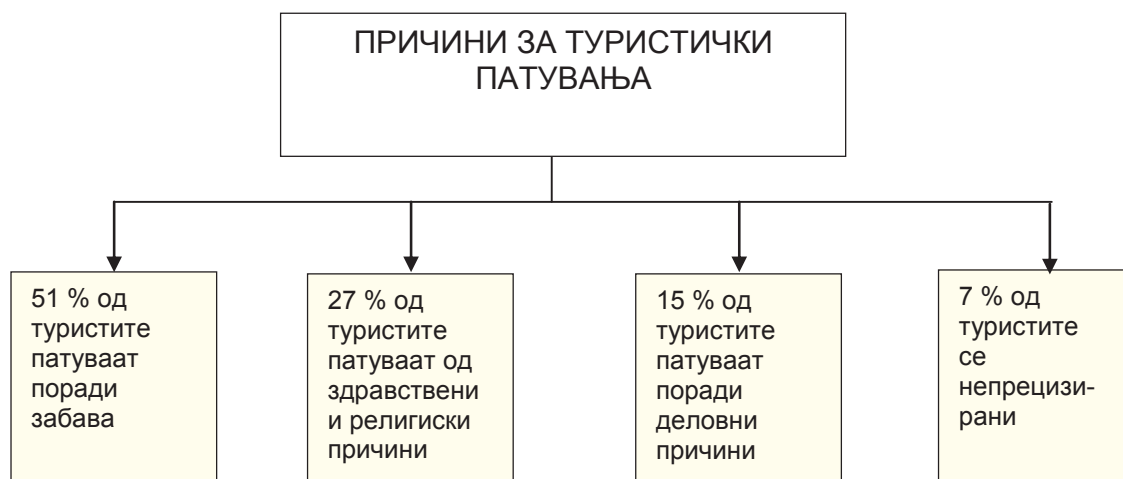 ПРИЧИНИ ЗА ТУРИСТИЧКИ
ПАТУВАЊА
51 % од
туристите
патуваат
поради
забава
27 % од
туристите
патуваат од
здравствени
и религиски
причини
15 % од
туристите
патуваат
поради
деловни
причини
7 % од
туристите
се
непрецизи-
рани